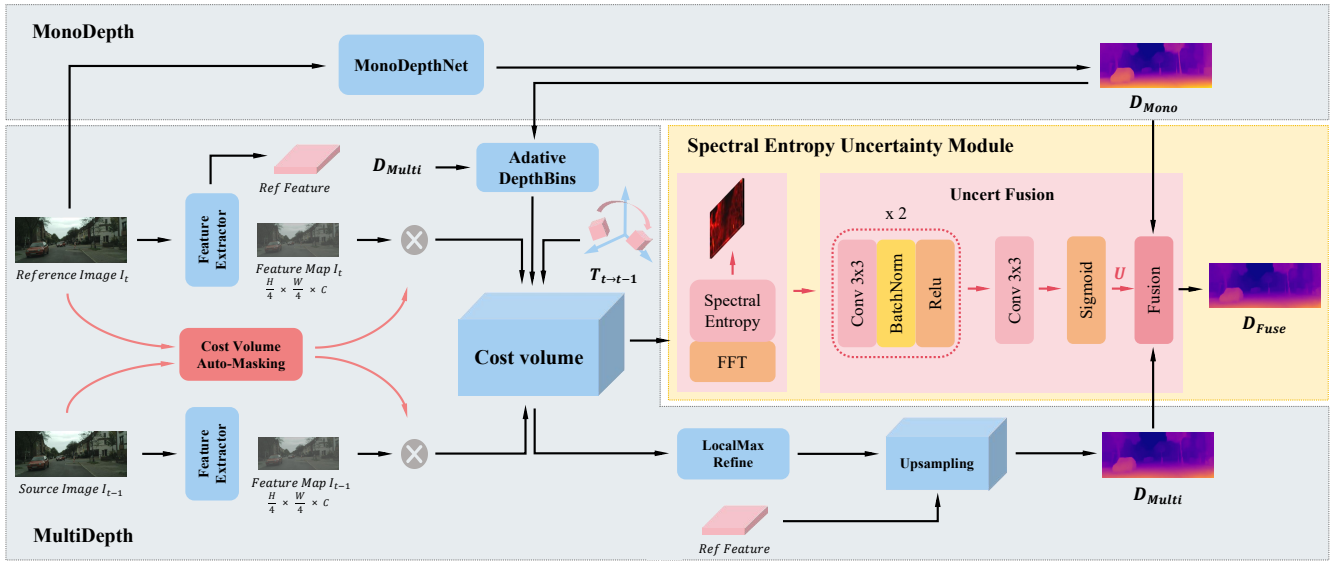 MonoDepth
MonoDepthNet
D_Mono
D_Multi
Adative
DepthBins
Ref Feature
Feature
Extractor
Reference Image I_t
Feature Map I_t
H/4 × W/4 × C
T_{t→t−1}
Cost Volume
Auto-Masking
Cost volume
Source Image I_{t−1}
Feature
Extractor
Feature Map I_{t−1}
H/4 × W/4 × C
MultiDepth
Spectral Entropy Uncertainty Module
Uncert Fusion
x 2
Spectral
Entropy
FFT
Conv 3x3
BatchNorm
Relu
Conv 3x3
Sigmoid
U
Fusion
D_Fuse
LocalMax
Refine
Upsampling
Ref Feature
D_Multi